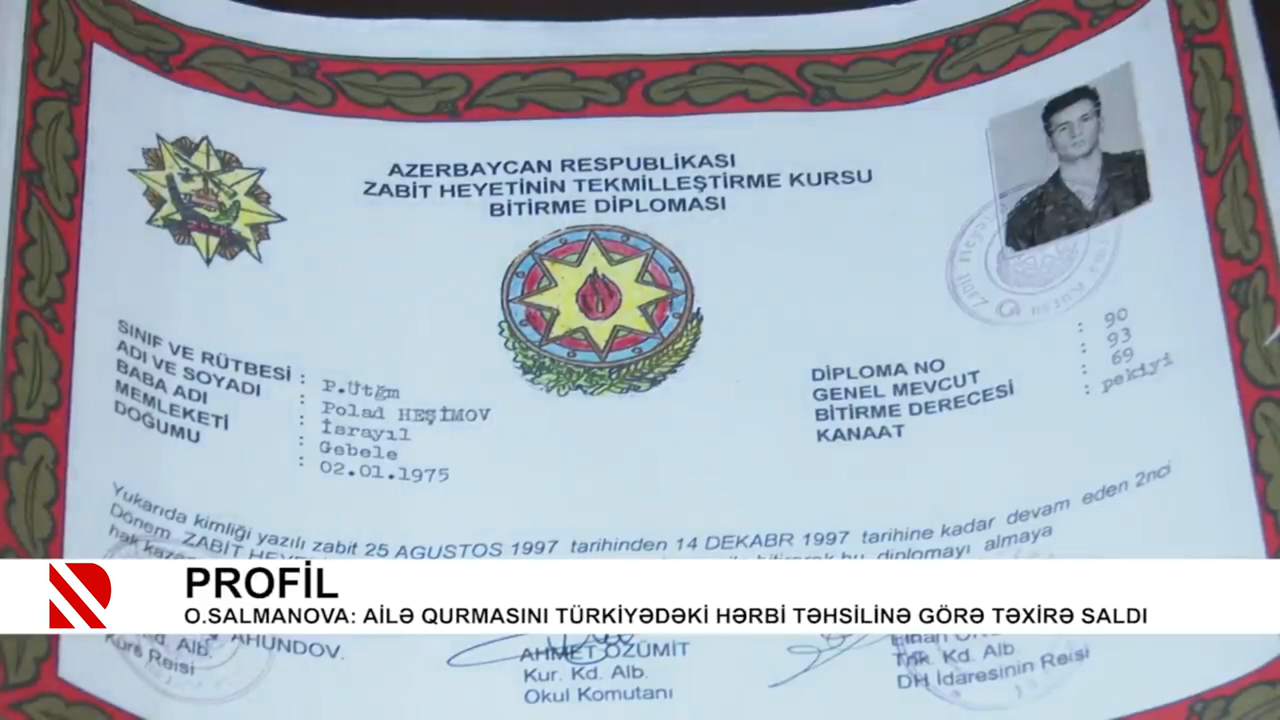 AZERBAYCAN RESPUBLİKASI
ZABİT HEYETİNİN TEKMİLLEŞTİRME KURSU
BİTİRME DİPLOMASI
SINIF VE RÜTBESİ : P.Ütğm
ADI VE SOYADI : Polad HEŞİMOV
BABA ADI : İsrayıl
MEMLEKETİ : Gebele
DOĞUMU : 02.01.1975
DİPLOMA NO : 90
GENEL MEVCUT : 93
BİTİRME DERECESİ : 69
KANAAT : pekiyi
Yukarıda kimliği yazılı zabit 25 AGUSTOS 1997 tarihinden 14 DEKABR 1997 tarihine kadar devam eden 2nci
Dönem ZABİT bitirerek bu diplomayı almaya
hak
PROFİL
O.SALMANOVA: AİLƏ QURMASINI TÜRKİYƏDƏKİ HƏRBİ TƏHSİLİNƏ GÖRƏ TƏXİRƏ SALDI
AHUNDOV.
Alb.
Kurs Reisi
AHMET ÖZÜMİT
Kur. Kd. Alb.
Okul Komutanı
Tnk. Kd. Alb.
DH İdaresinin Reisi